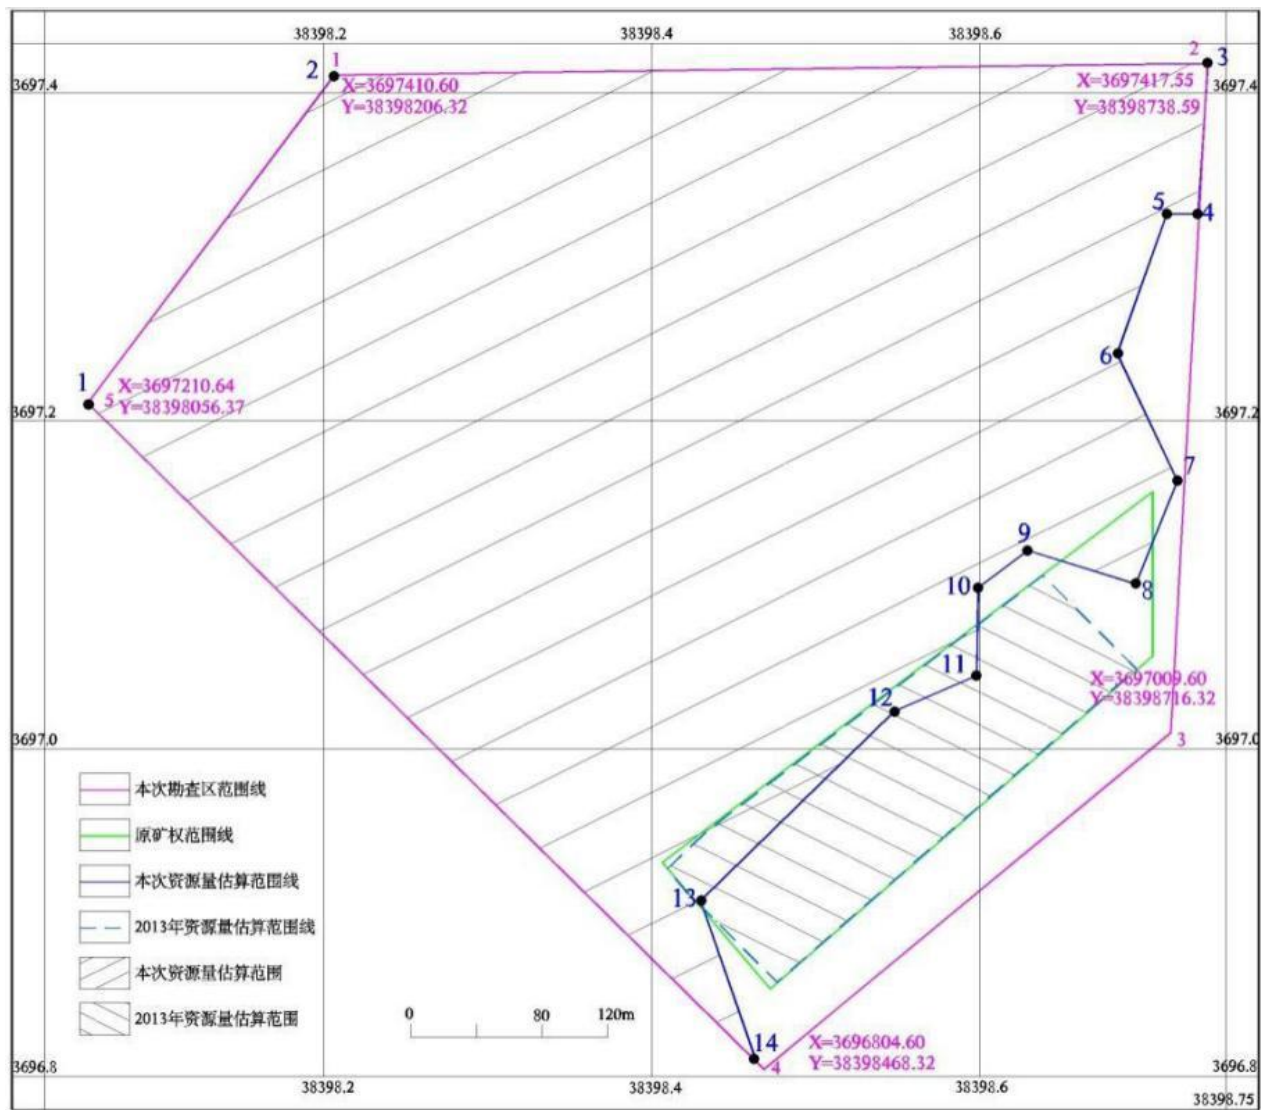 38398.2 38398.4 38398.6
2 1
2 3
X=3697410.60
Y=38398206.32
X=3697417.55
Y=38398738.59
3697.4 3697.4
5 4
6
1
5
X=3697210.64
Y=38398056.37
3697.2 3697.2
7
9
10 8
11
X=3697009.60
Y=38398716.32
12
3697.0 3697.0
3
本次勘查区范围线
原矿权范围线
本次资源量估算范围线
13
2013年资源量估算范围线
本次资源量估算范围
2013年资源量估算范围
0 80 120m
14
4
X=3696804.60
Y=38398468.32
3696.8 3696.8
38398.2 38398.4 38398.6
38398.75